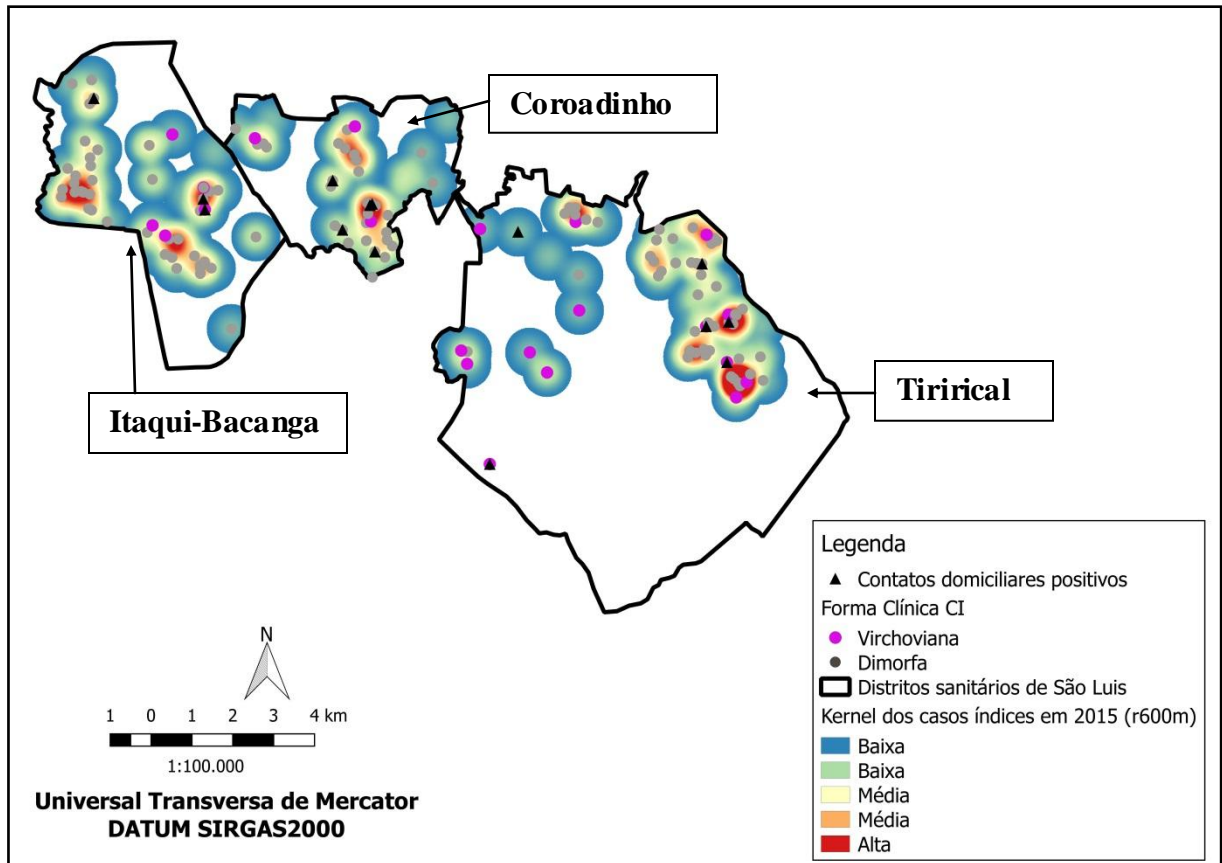 Coroadinho
Itaqui-Bacanga
Tirirical
N
1 0 1 2 3 4 km
1:100.000
Universal Transversa de Mercator
DATUM SIRGAS2000
Legenda
Contatos domiciliares positivos
Forma Clínica CI
Virchoviana
Dimorfa
Distritos sanitários de São Luis
Kernel dos casos índices em 2015 (r600m)
Baixa
Baixa
Média
Média
Alta